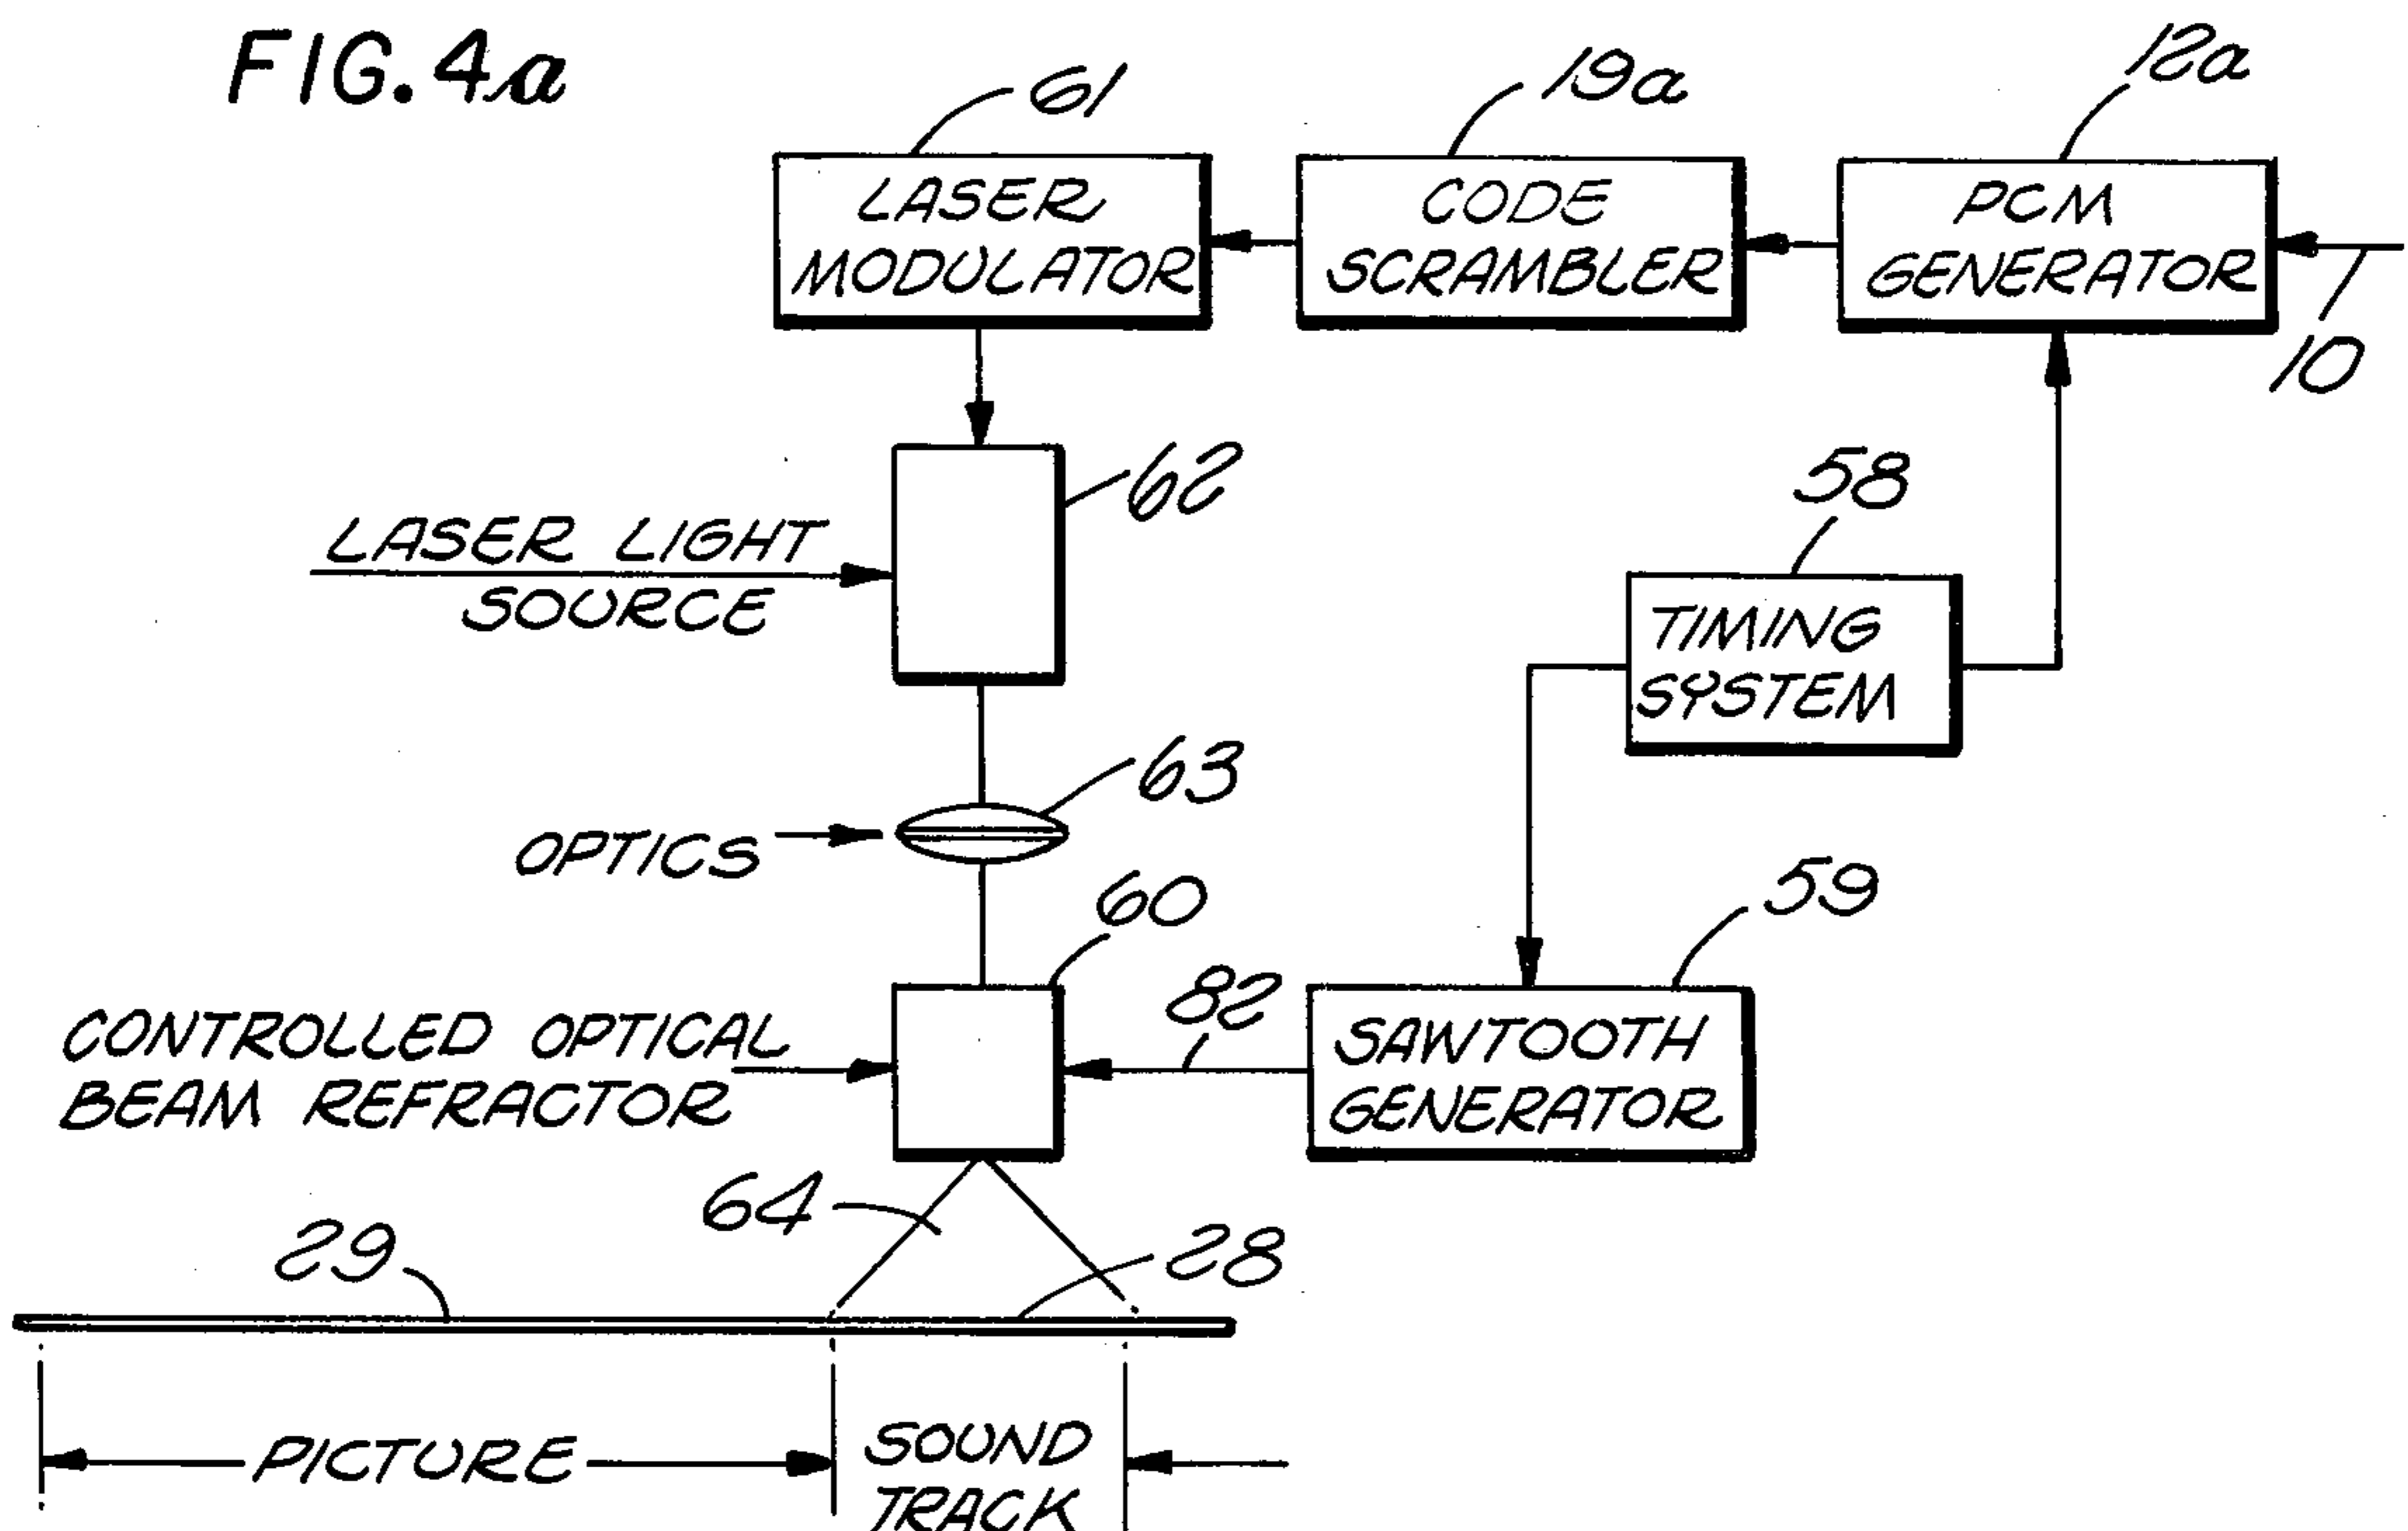 FIG. 4a
61
19a
12a
LASER
MODULATOR
CODE
SCRAMBLER
PCM
GENERATOR
10
62
58
LASER LIGHT
SOURCE
TIMING
SYSTEM
63
OPTICS
60
59
82
CONTROLLED OPTICAL
BEAM REFRACTOR
SAWTOOTH
GENERATOR
64
29
28
PICTURE
SOUND
TRACK